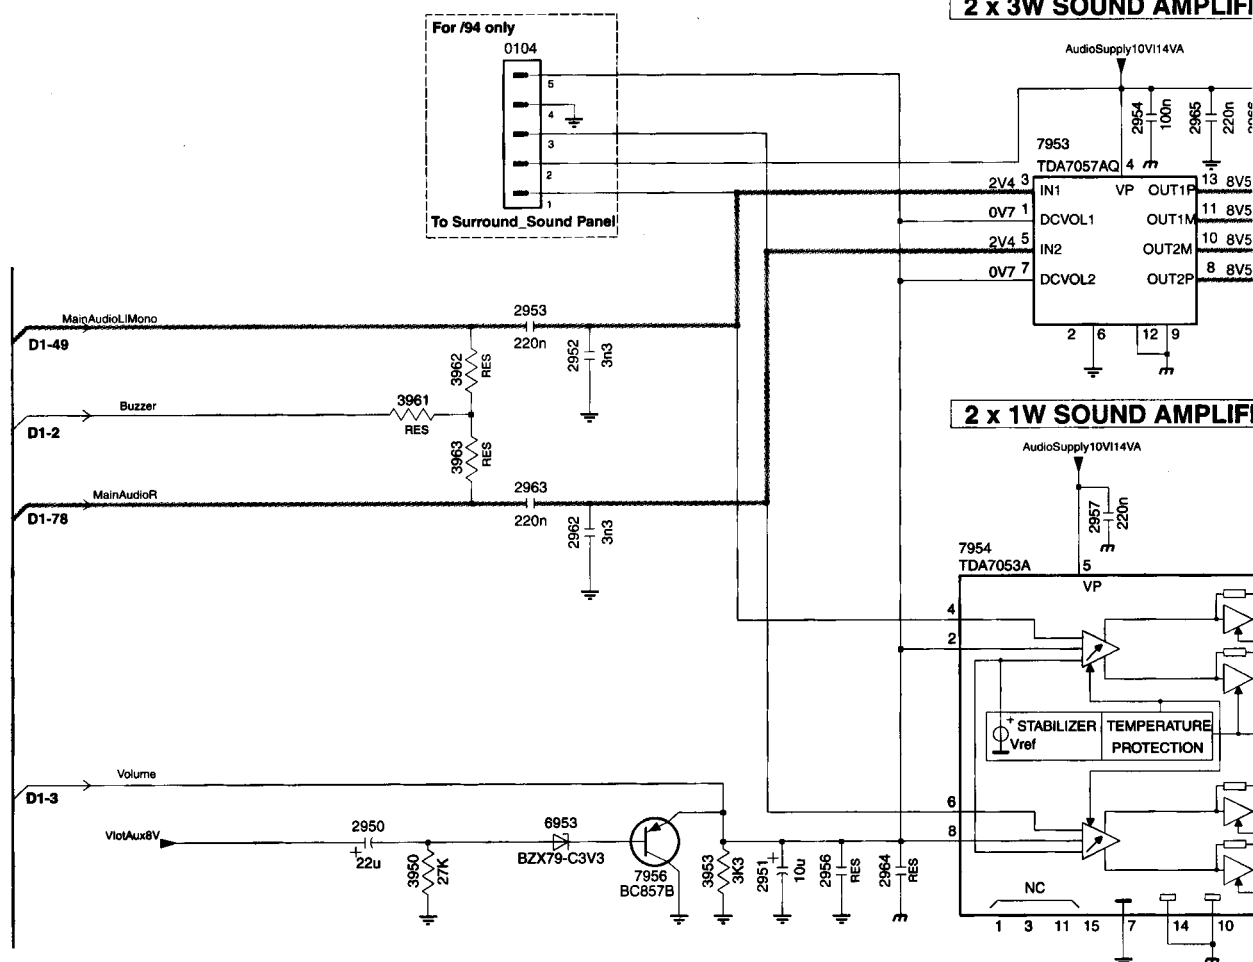 2 x 3W SOUND AMPLIFI
For /94 only
0104
5
4
3
2
1
To Surround_Sound Panel
AudioSupply10VI14VA
2954
100n
2965
220n
7953
TDA7057AQ
4
2V4 3 IN1 VP OUT1P 13 8V5
0V7 1 DCVOL1 OUT1M 11 8V5
2V4 5 IN2 OUT2M 10 8V5
0V7 7 DCVOL2 OUT2P 8 8V5
2 6 12 9
MainAudioLIMono
D1-49
2953
220n
2952
3n3
3962
RES
Buzzer
D1-2
3961
RES
3963
RES
MainAudioR
D1-78
2963
220n
2962
3n3
2 x 1W SOUND AMPLIFI
AudioSupply10VI14VA
2957
220n
7954
TDA7053A
5
VP
4
2
+ STABILIZER
Vref
TEMPERATURE
PROTECTION
6
8
NC
1 3 11 15 7 14 10
Volume
D1-3
VlotAux8V
2950
+
22u
3950
27K
6953
BZX79-C3V3
7956
BC857B
3953
3K3
2951
+
10u
2956
RES
2964
RES